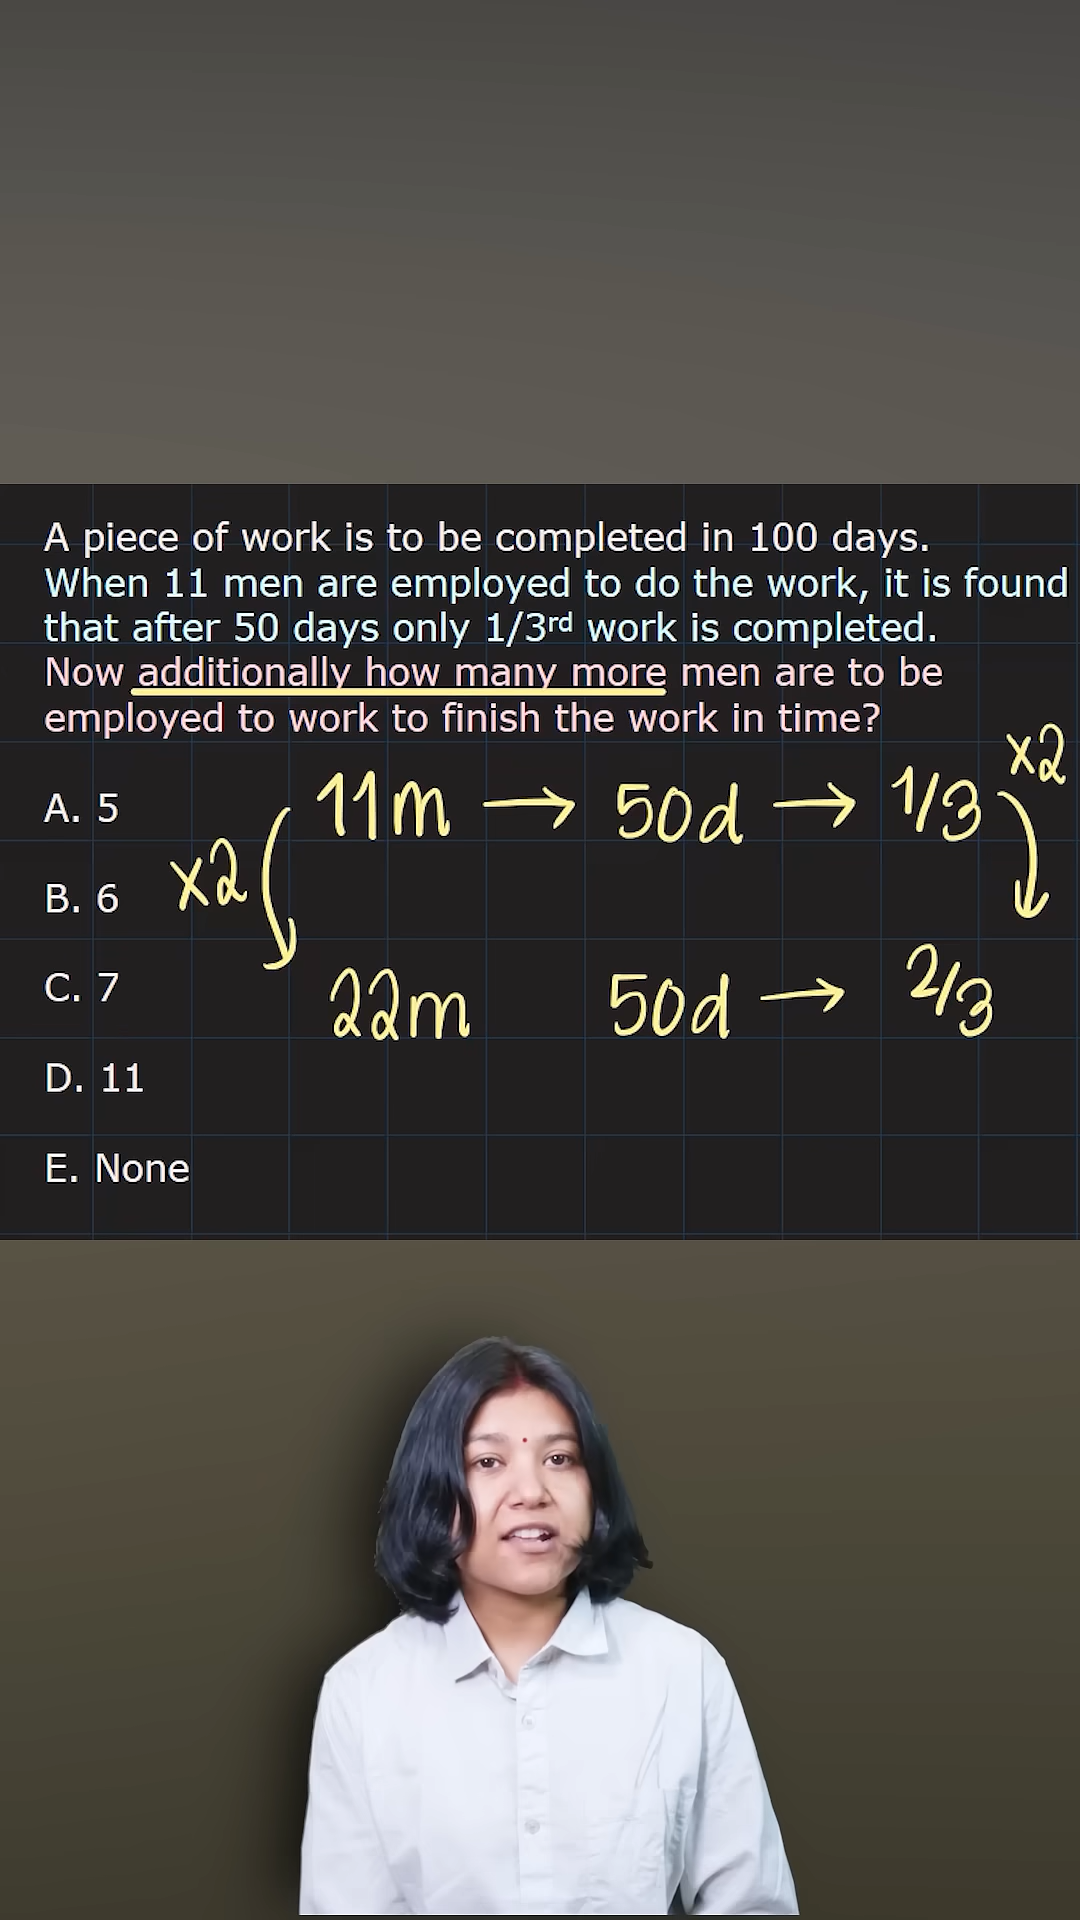 A piece of work is to be completed in 100 days.
When 11 men are employed to do the work, it is found
that after 50 days only 1/3rd work is completed.
Now additionally how many more men are to be
employed to work to finish the work in time?
×2
A. 5
11m → 50d → 1/3
×2
B. 6
C. 7
22m 50d → 2/3
D. 11
E. None